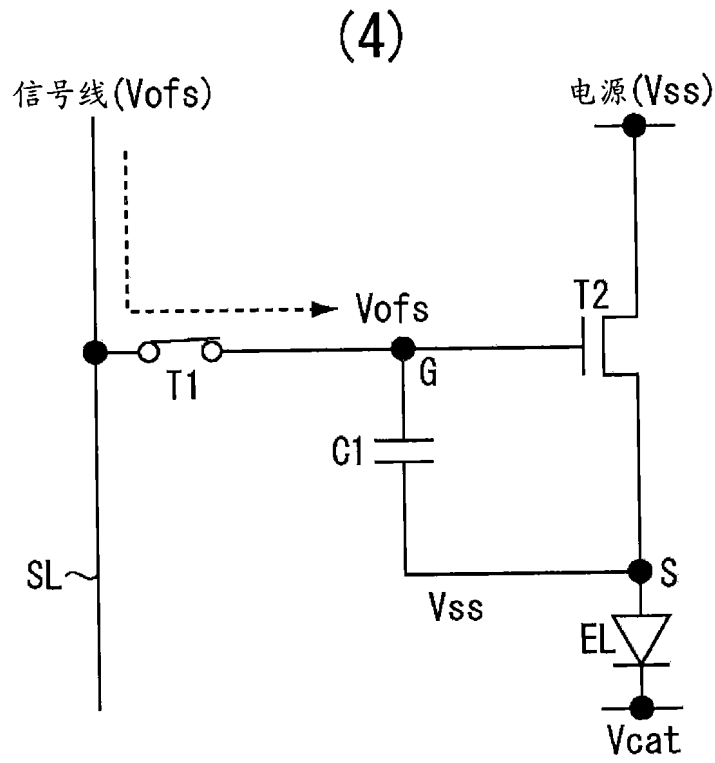 (4)
信号线(Vofs)
电源(Vss)
Vofs
T2
T1
G
C1
SL
Vss
S
EL
Vcat